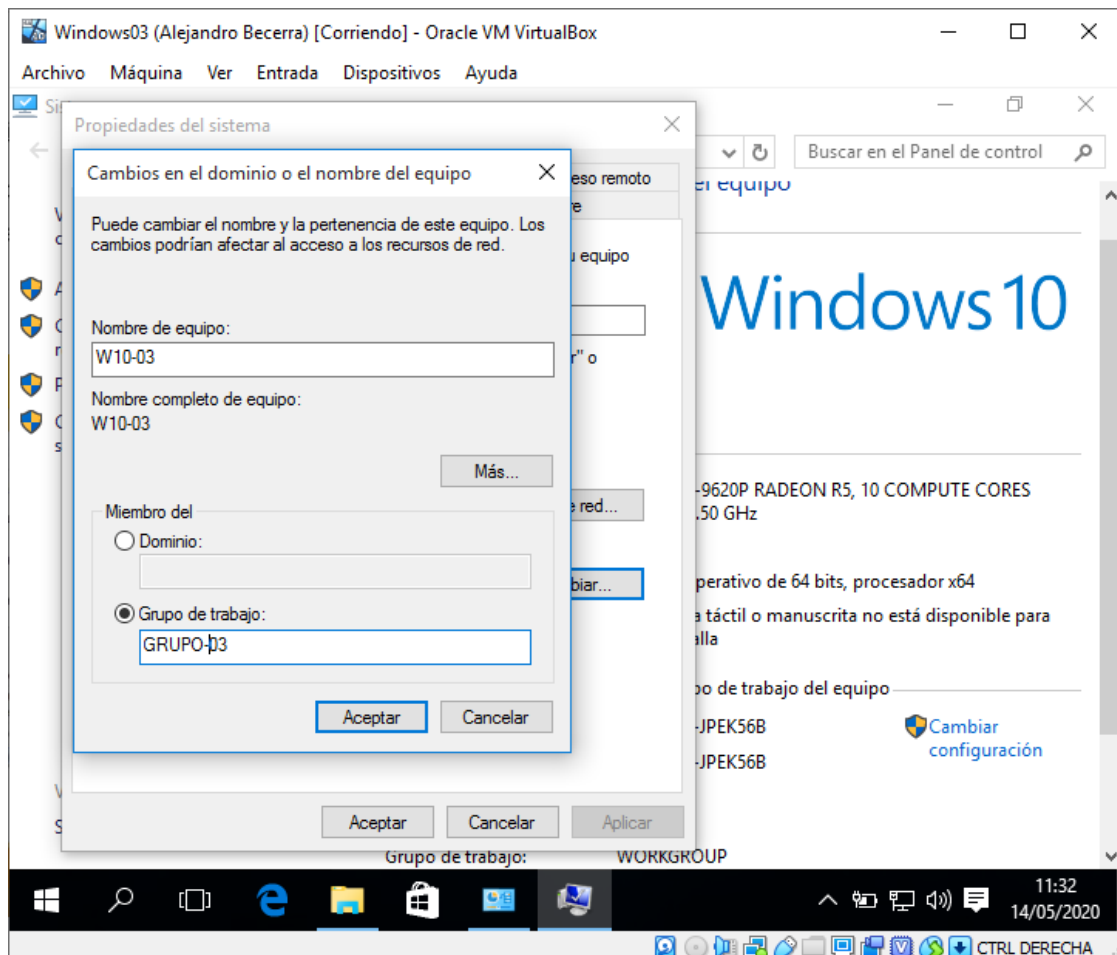 Windows03 (Alejandro Becerra) [Corriendo] - Oracle VM VirtualBox
Archivo Máquina Ver Entrada Dispositivos Ayuda
Propiedades del sistema
Buscar en el Panel de control
Cambios en el dominio o el nombre del equipo
eso remoto
el equipo
Puede cambiar el nombre y la pertenencia de este equipo. Los
cambios podrían afectar al acceso a los recursos de red.
u equipo
Windows 10
Nombre de equipo:
W10-03
r" o
Nombre completo de equipo:
W10-03
Más...
-9620P RADEON R5, 10 COMPUTE CORES
.50 GHz
e red...
Miembro del
Dominio:
biar...
perativo de 64 bits, procesador x64
Grupo de trabajo:
GRUPO-03
a táctil o manuscrita no está disponible para
alla
po de trabajo del equipo
Aceptar Cancelar
-JPEK56B
Cambiar
configuración
-JPEK56B
Aceptar Cancelar Aplicar
Grupo de trabajo: WORKGROUP
11:32
14/05/2020
CTRL DERECHA